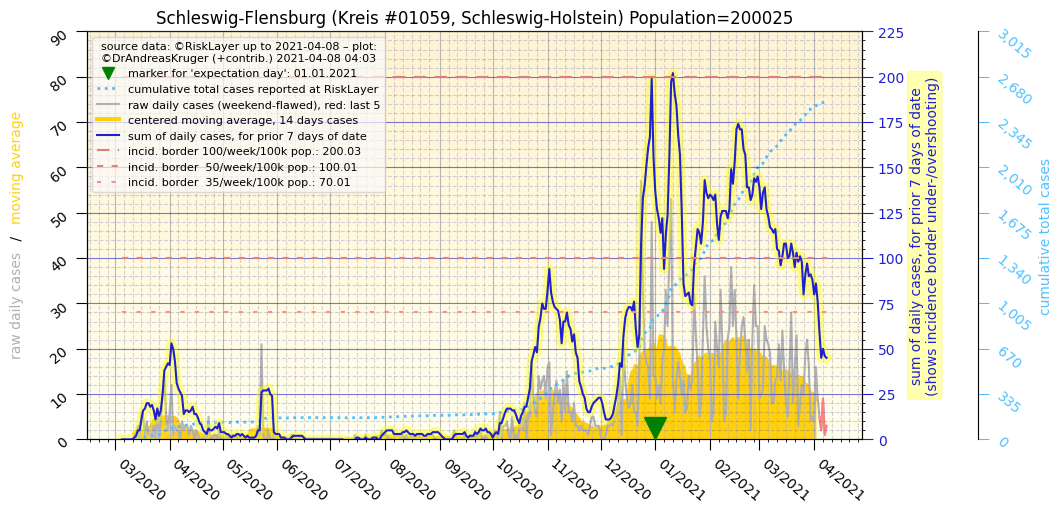 Schleswig-Flensburg (Kreis #01059, Schleswig-Holstein) Population=200025
source data: ©RiskLayer up to 2021-04-08 – plot:
©DrAndreasKruger (+contrib.) 2021-04-08 04:03
marker for 'expectation day': 01.01.2021
cumulative total cases reported at RiskLayer
raw daily cases (weekend-flawed), red: last 5
centered moving average, 14 days cases
sum of daily cases, for prior 7 days of date
incid. border 100/week/100k pop.: 200.03
incid. border  50/week/100k pop.: 100.01
incid. border  35/week/100k pop.: 70.01
raw daily cases / moving average
90
80
70
60
50
40
30
20
10
0
03/2020
04/2020
05/2020
06/2020
07/2020
08/2020
09/2020
10/2020
11/2020
12/2020
01/2021
02/2021
03/2021
04/2021
225
200
175
150
125
100
75
50
25
0
sum of daily cases, for prior 7 days of date
(shows incidence border under-/overshooting)
3,015
2,680
2,345
2,010
1,675
1,340
1,005
670
335
0
cumulative total cases